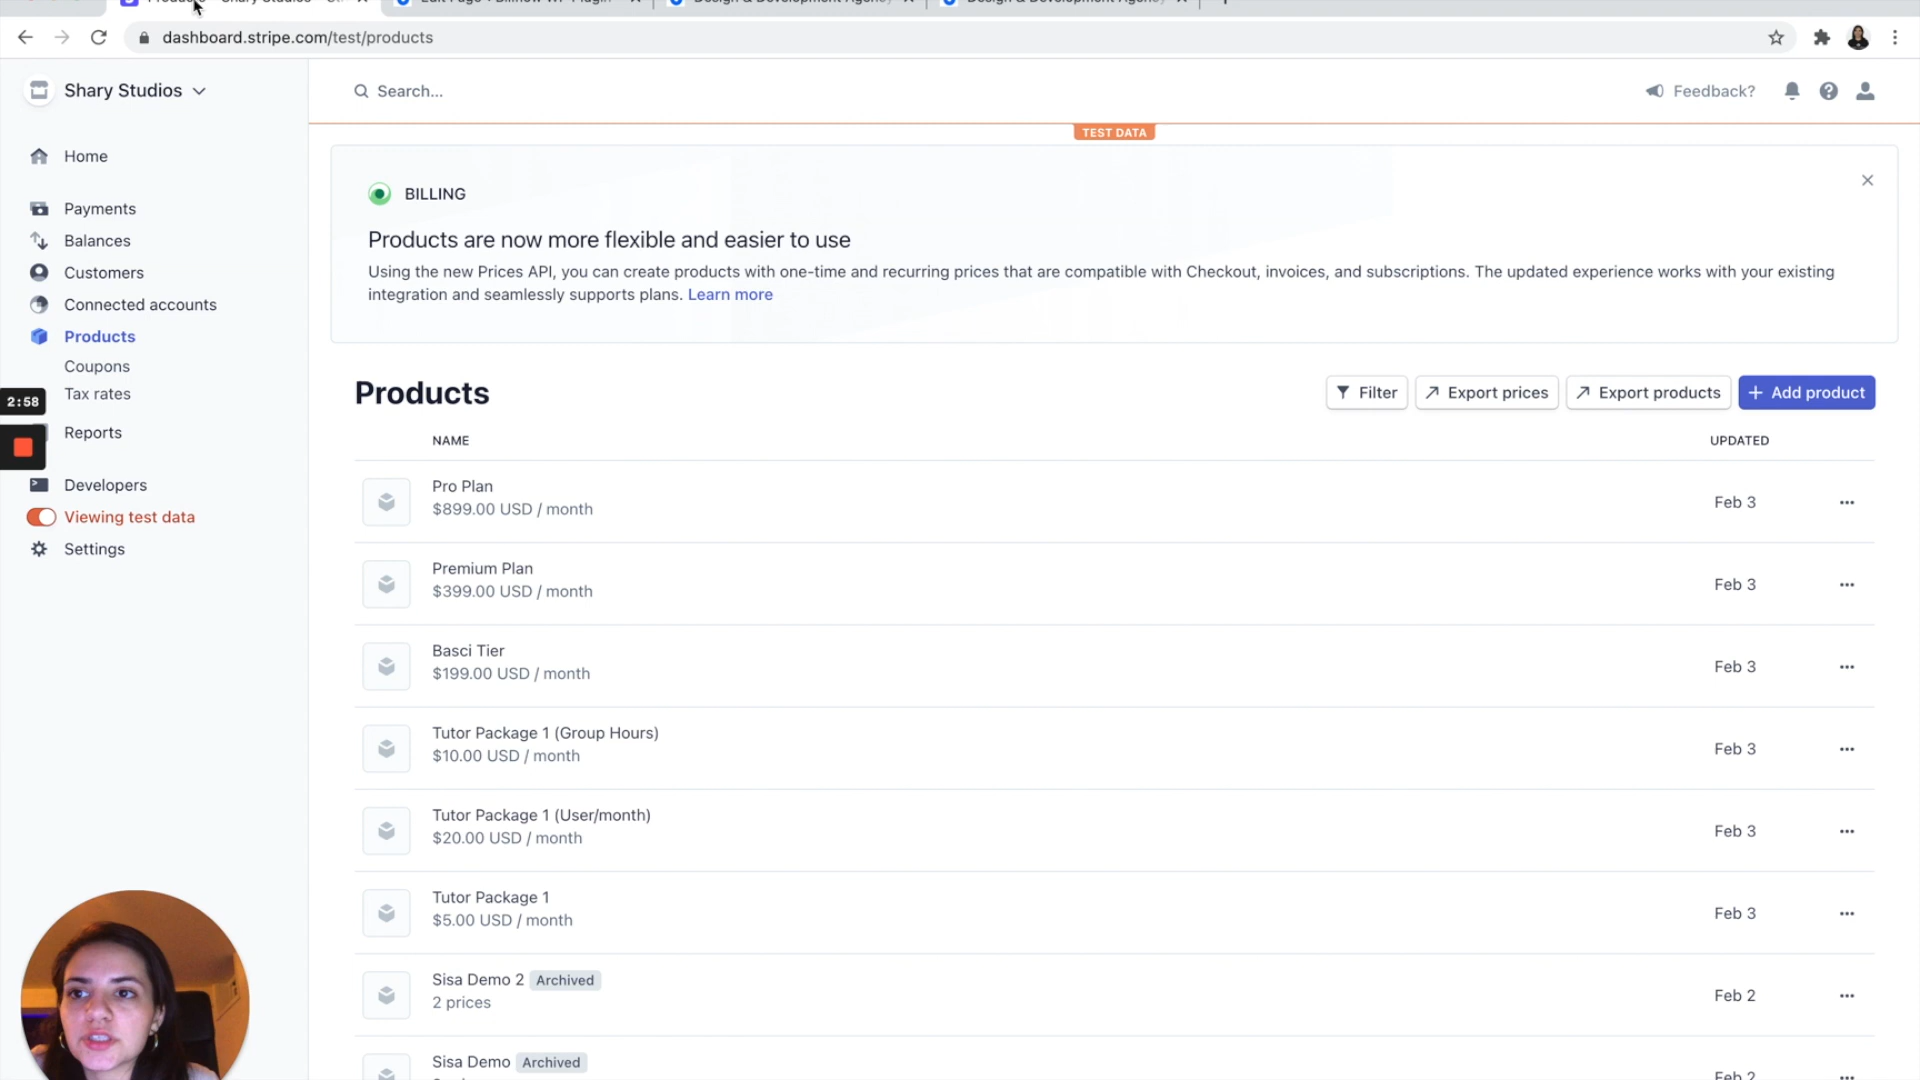 dashboard.stripe.com/test/products
Shary Studios
Search...
Feedback?
TEST DATA
Home
Payments
Balances
Customers
Connected accounts
Products
Coupons
Tax rates
2:58
Reports
Developers
Viewing test data
Settings
BILLING
Products are now more flexible and easier to use
Using the new Prices API, you can create products with one-time and recurring prices that are compatible with Checkout, invoices, and subscriptions. The updated experience works with your existing
integration and seamlessly supports plans. Learn more
Products
Filter
Export prices
Export products
Add product
NAME UPDATED
Pro Plan
$899.00 USD / month
Feb 3
Premium Plan
$399.00 USD / month
Feb 3
Basci Tier
$199.00 USD / month
Feb 3
Tutor Package 1 (Group Hours)
$10.00 USD / month
Feb 3
Tutor Package 1 (User/month)
$20.00 USD / month
Feb 3
Tutor Package 1
$5.00 USD / month
Feb 3
Sisa Demo 2 Archived
2 prices
Feb 2
Sisa Demo Archived
Feb 2